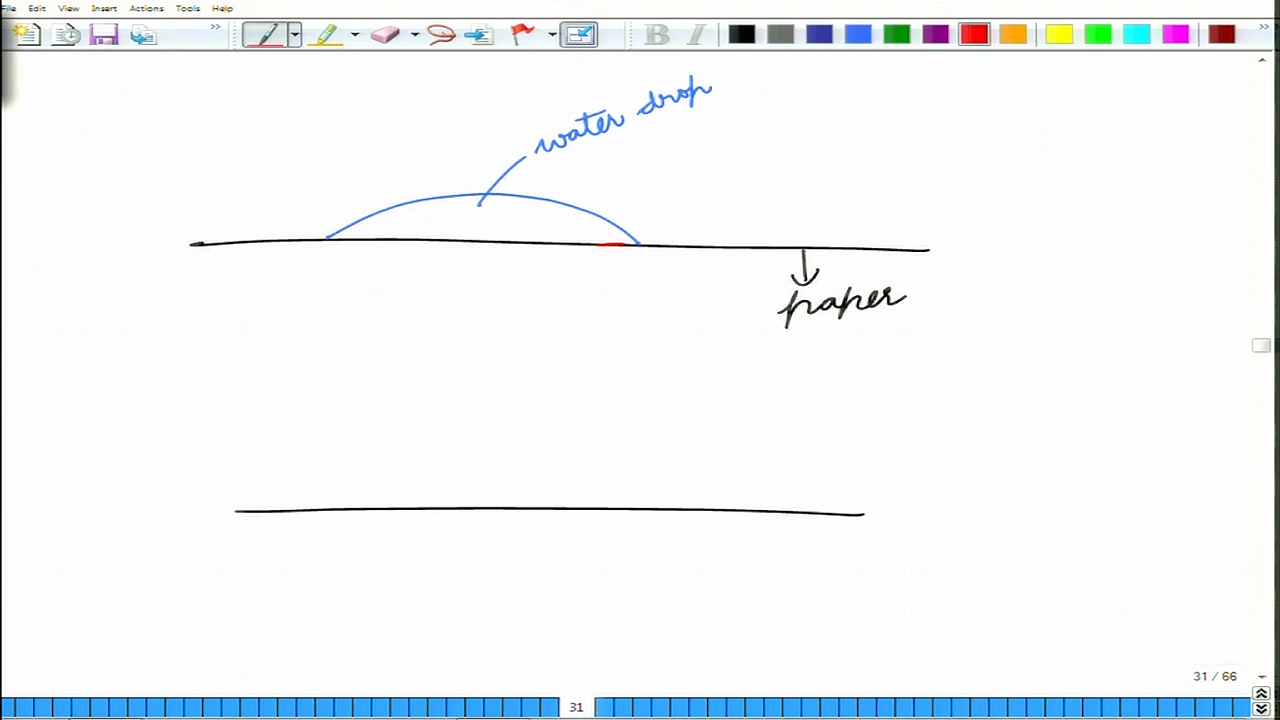 File Edit View Insert Actions Tools Help
B I
water drop
paper
31 / 66
31